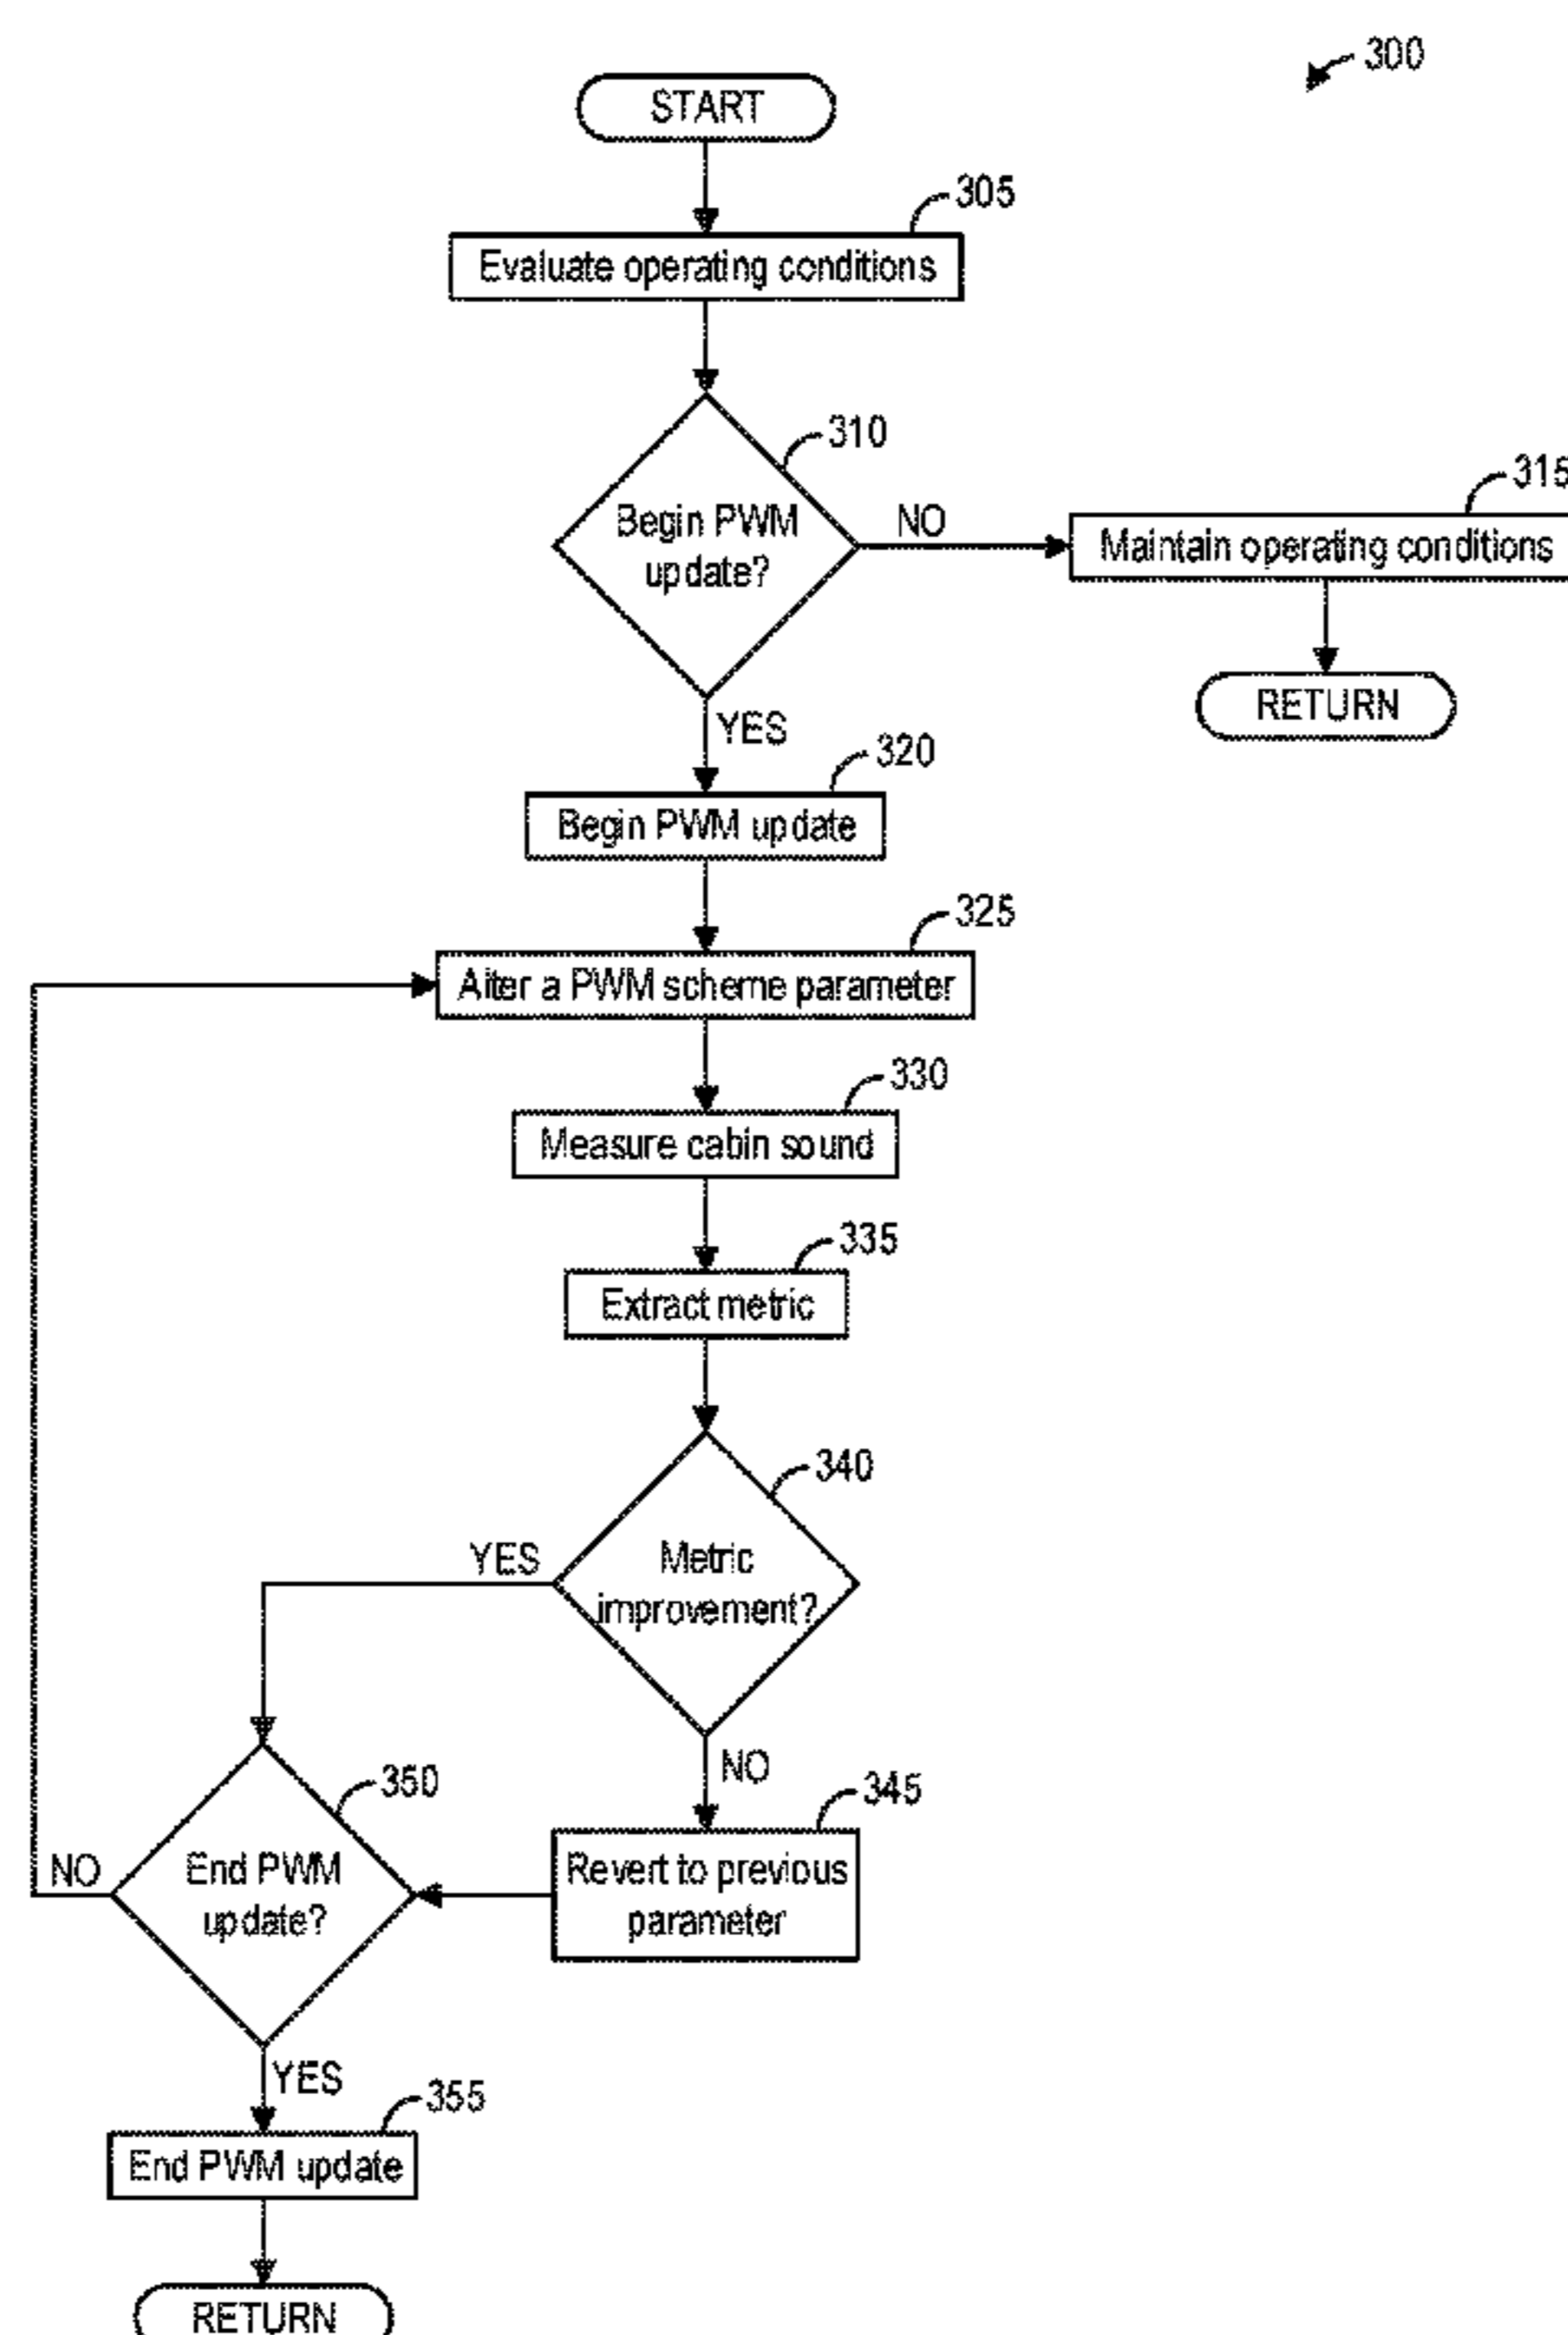 300
START
305
Evaluate operating conditions
310
Begin PWM
update?
NO
315
Maintain operating conditions
RETURN
YES
320
Begin PWM update
325
Alter a PWM scheme parameter
330
Measure cabin sound
335
Extract metric
340
Metric
improvement?
YES
NO
345
Revert to previous
parameter
350
End PWM
update?
NO
YES
355
End PWM update
RETURN